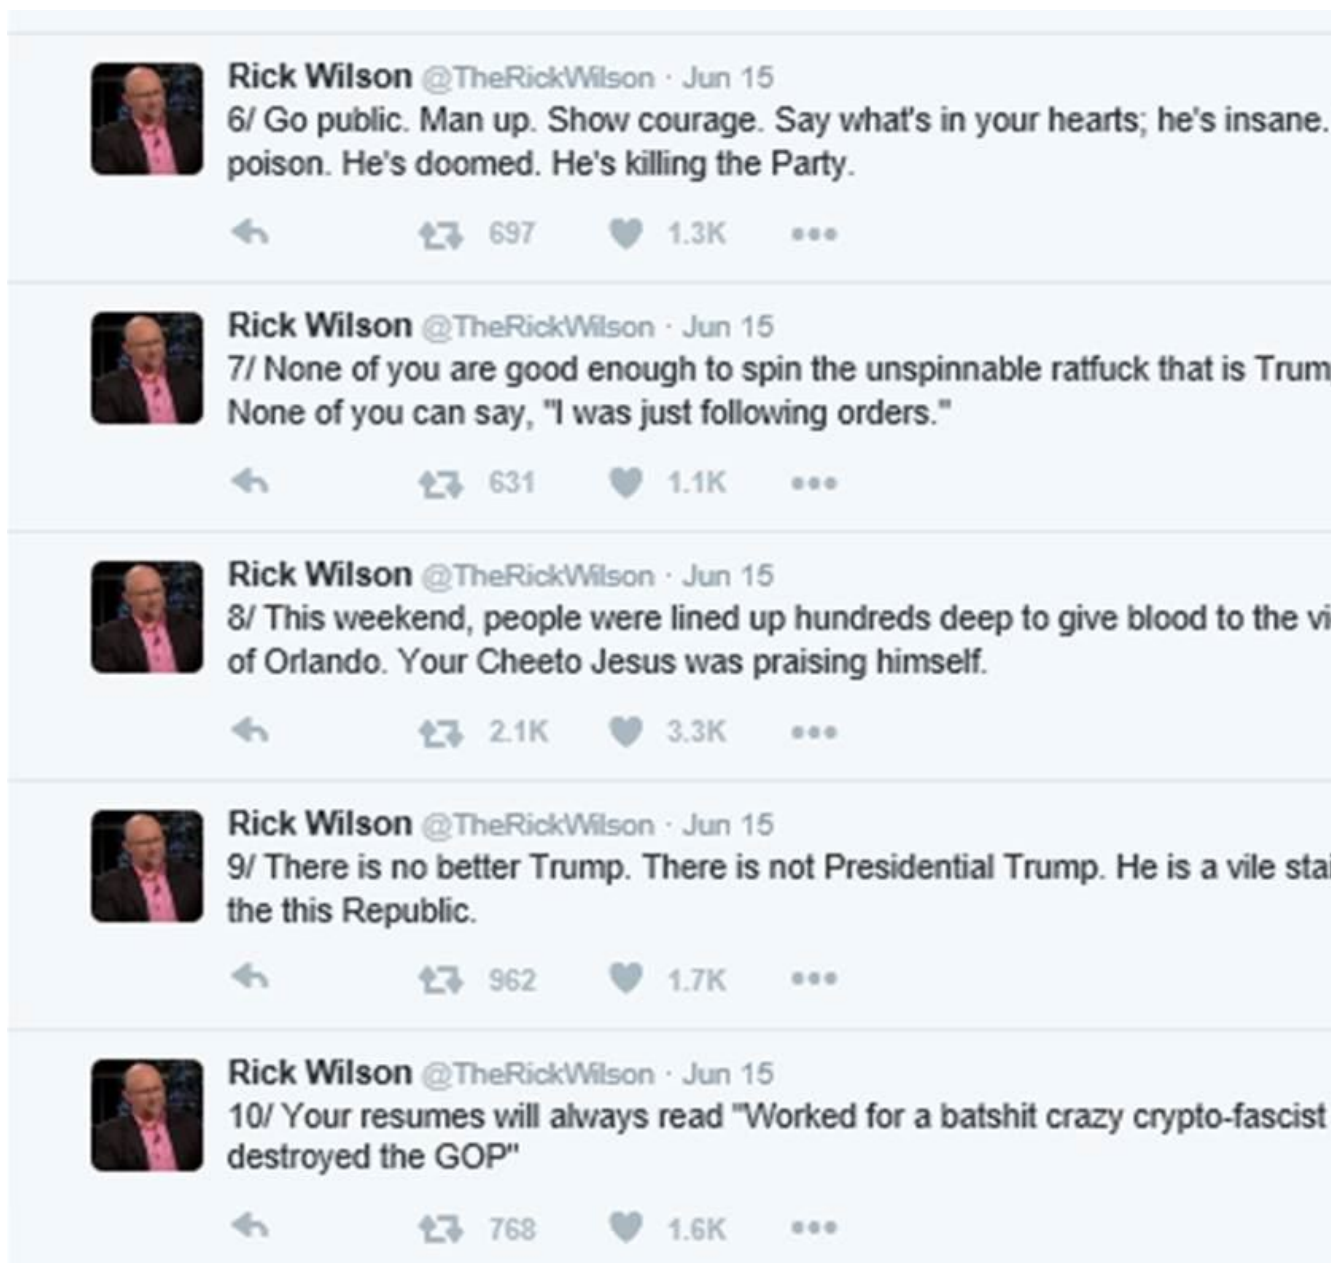 Rick Wilson @TheRickWilson · Jun 15
6/ Go public. Man up. Show courage. Say what's in your hearts; he's insane.
poison. He's doomed. He's killing the Party.
697 1.3K
Rick Wilson @TheRickWilson · Jun 15
7/ None of you are good enough to spin the unspinnable ratfuck that is Trum
None of you can say, "I was just following orders."
631 1.1K
Rick Wilson @TheRickWilson · Jun 15
8/ This weekend, people were lined up hundreds deep to give blood to the vi
of Orlando. Your Cheeto Jesus was praising himself.
2.1K 3.3K
Rick Wilson @TheRickWilson · Jun 15
9/ There is no better Trump. There is not Presidential Trump. He is a vile stai
the this Republic.
962 1.7K
Rick Wilson @TheRickWilson · Jun 15
10/ Your resumes will always read "Worked for a batshit crazy crypto-fascist
destroyed the GOP"
768 1.6K